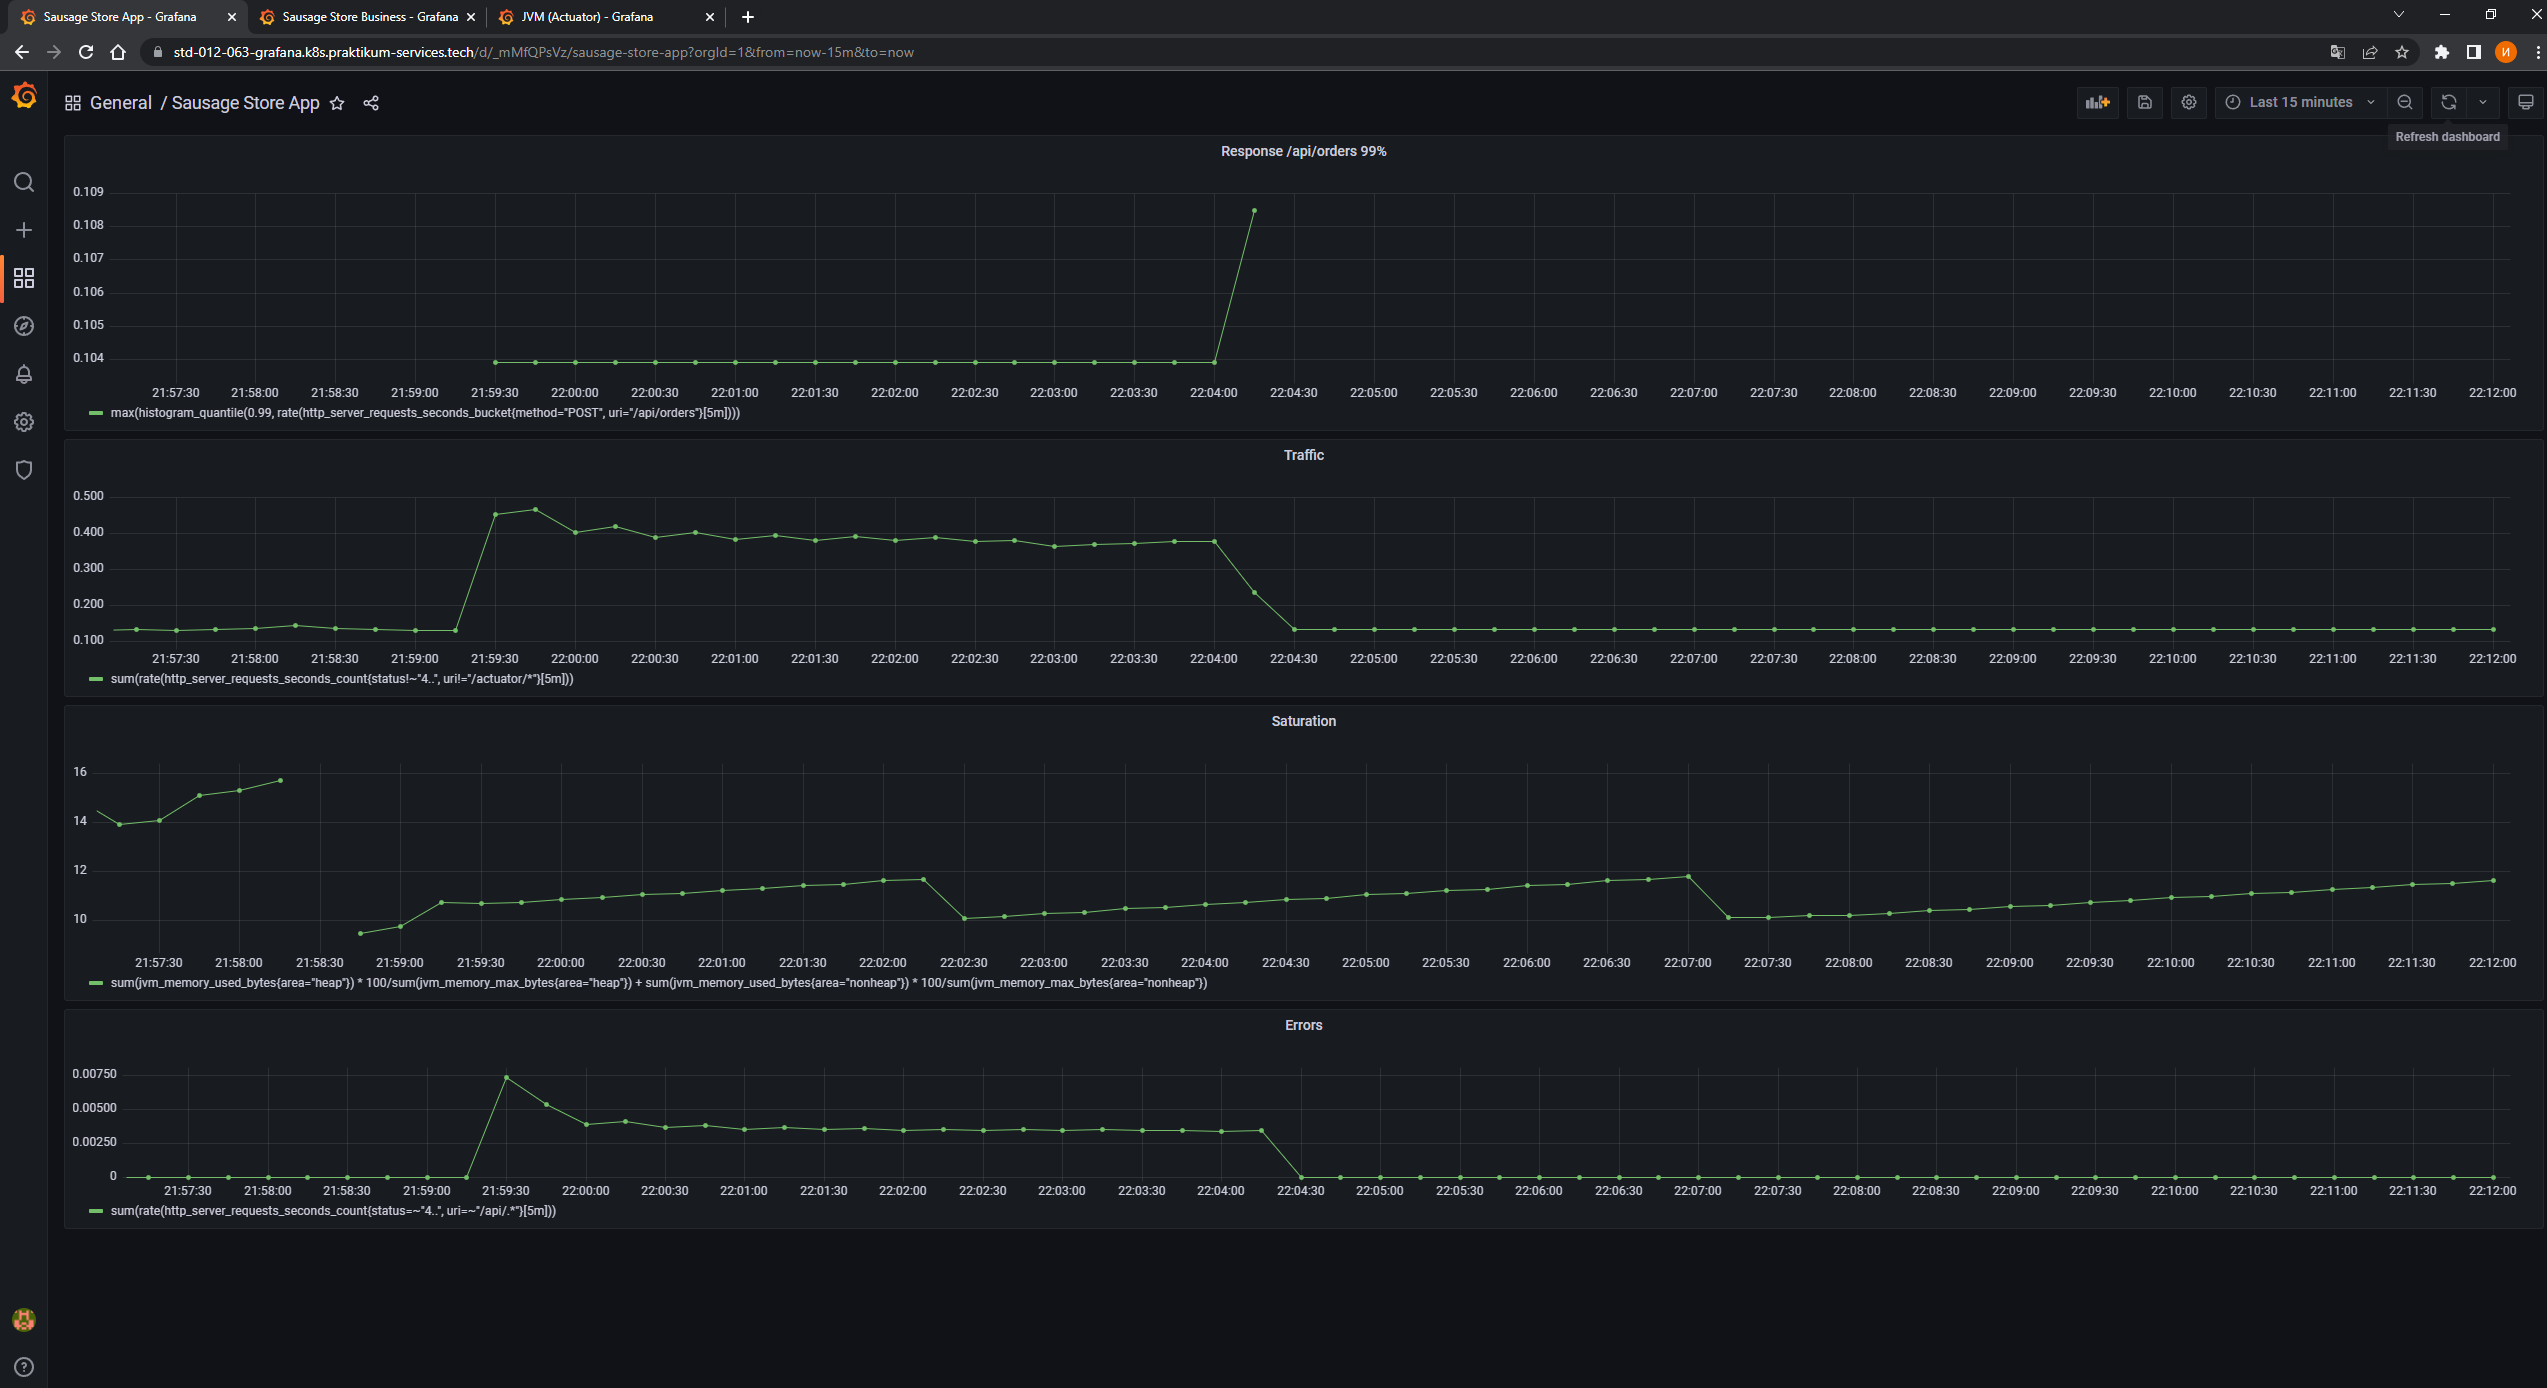 Sausage Store App - Grafana
Sausage Store Business - Grafana
JVM (Actuator) - Grafana
std-012-063-grafana.k8s.praktikum-services.tech/d/_mMfQPsVz/sausage-store-app?orgId=1&from=now-15m&to=now
И
General / Sausage Store App
Last 15 minutes
Refresh dashboard
Response /api/orders 99%
0.109
0.108
0.107
0.106
0.105
0.104
21:57:30 21:58:00 21:58:30 21:59:00 21:59:30 22:00:00 22:00:30 22:01:00 22:01:30 22:02:00 22:02:30 22:03:00 22:03:30 22:04:00 22:04:30 22:05:00 22:05:30 22:06:00 22:06:30 22:07:00 22:07:30 22:08:00 22:08:30 22:09:00 22:09:30 22:10:00 22:10:30 22:11:00 22:11:30 22:12:00
max(histogram_quantile(0.99, rate(http_server_requests_seconds_bucket{method="POST", uri="/api/orders"}[5m])))
Traffic
0.500
0.400
0.300
0.200
0.100
21:57:30 21:58:00 21:58:30 21:59:00 21:59:30 22:00:00 22:00:30 22:01:00 22:01:30 22:02:00 22:02:30 22:03:00 22:03:30 22:04:00 22:04:30 22:05:00 22:05:30 22:06:00 22:06:30 22:07:00 22:07:30 22:08:00 22:08:30 22:09:00 22:09:30 22:10:00 22:10:30 22:11:00 22:11:30 22:12:00
sum(rate(http_server_requests_seconds_count{status!~"4..", uri!="/actuator/*"}[5m]))
Saturation
16
14
12
10
21:57:30 21:58:00 21:58:30 21:59:00 21:59:30 22:00:00 22:00:30 22:01:00 22:01:30 22:02:00 22:02:30 22:03:00 22:03:30 22:04:00 22:04:30 22:05:00 22:05:30 22:06:00 22:06:30 22:07:00 22:07:30 22:08:00 22:08:30 22:09:00 22:09:30 22:10:00 22:10:30 22:11:00 22:11:30 22:12:00
sum(jvm_memory_used_bytes{area="heap"}) * 100/sum(jvm_memory_max_bytes{area="heap"}) + sum(jvm_memory_used_bytes{area="nonheap"}) * 100/sum(jvm_memory_max_bytes{area="nonheap"})
Errors
0.00750
0.00500
0.00250
0
21:57:30 21:58:00 21:58:30 21:59:00 21:59:30 22:00:00 22:00:30 22:01:00 22:01:30 22:02:00 22:02:30 22:03:00 22:03:30 22:04:00 22:04:30 22:05:00 22:05:30 22:06:00 22:06:30 22:07:00 22:07:30 22:08:00 22:08:30 22:09:00 22:09:30 22:10:00 22:10:30 22:11:00 22:11:30 22:12:00
sum(rate(http_server_requests_seconds_count{status=~"4..", uri=~"/api/.*"}[5m]))